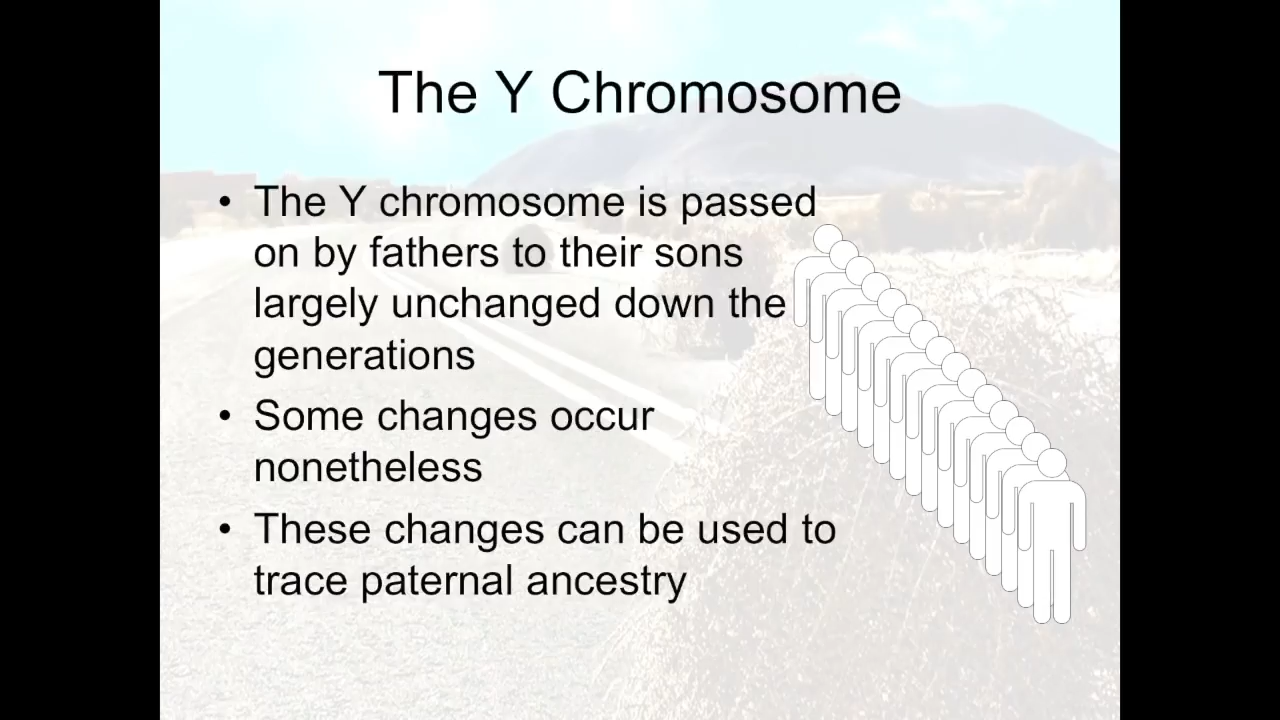 The Y Chromosome
• The Y chromosome is passed
on by fathers to their sons
largely unchanged down the
generations
• Some changes occur
nonetheless
• These changes can be used to
trace paternal ancestry